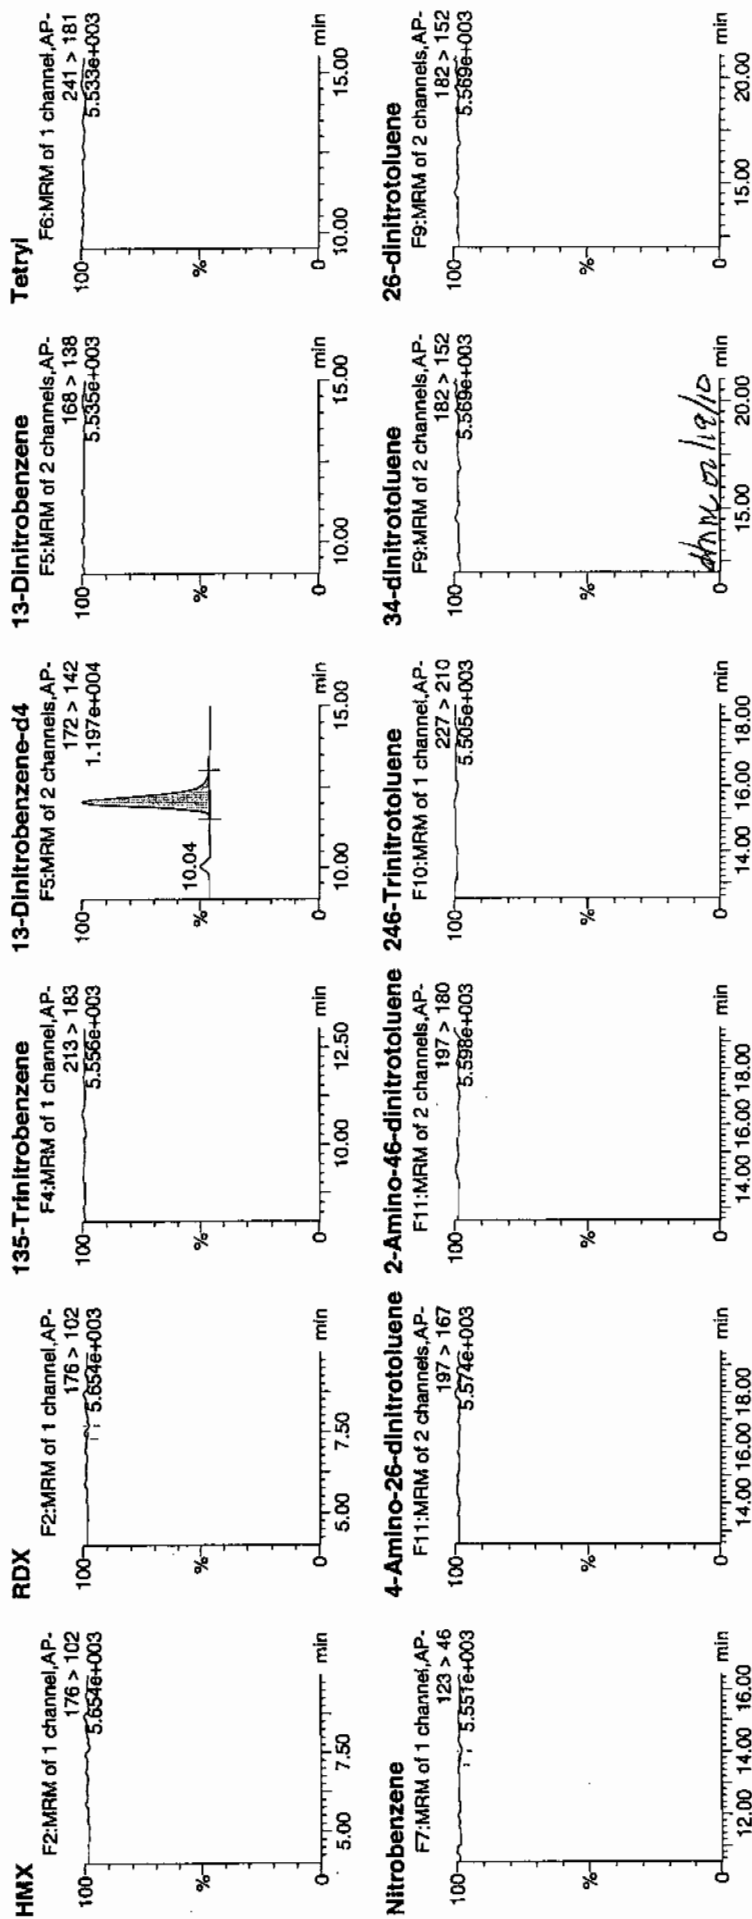 HMX
F2:MRM of 1 channel,AP-
176 > 102
5.654e+003
100
%
0
5.00
7.50
min
RDX
F2:MRM of 1 channel,AP-
176 > 102
5.654e+003
100
%
0
5.00
7.50
min
135-Trinitrobenzene
F4:MRM of 1 channel,AP-
213 > 183
5.556e+003
100
%
0
10.00
12.50
min
13-Dinitrobenzene-d4
F5:MRM of 2 channels,AP-
172 > 142
1.197e+004
100
10.04
%
0
10.00
15.00
min
13-Dinitrobenzene
F5:MRM of 2 channels,AP-
168 > 138
5.535e+003
100
%
0
10.00
15.00
min
Tetryl
F6:MRM of 1 channel,AP-
241 > 181
5.533e+003
100
%
0
10.00
15.00
min
Nitrobenzene
F7:MRM of 1 channel,AP-
123 > 46
5.551e+003
100
%
0
12.00
14.00
16.00
min
4-Amino-26-dinitrotoluene
F11:MRM of 2 channels,AP-
197 > 167
5.574e+003
100
%
0
14.00 16.00 18.00
min
2-Amino-46-dinitrotoluene
F11:MRM of 2 channels,AP-
197 > 180
5.598e+003
100
%
0
14.00 16.00 18.00
min
246-Trinitrotoluene
F10:MRM of 1 channel,AP-
227 > 210
5.505e+003
100
%
0
14.00
16.00
18.00
min
34-dinitrotoluene
F9:MRM of 2 channels,AP-
182 > 152
5.569e+003
100
%
0
02/19/10
15.00
20.00
min
26-dinitrotoluene
F9:MRM of 2 channels,AP-
182 > 152
5.569e+003
100
%
0
15.00
20.00
min